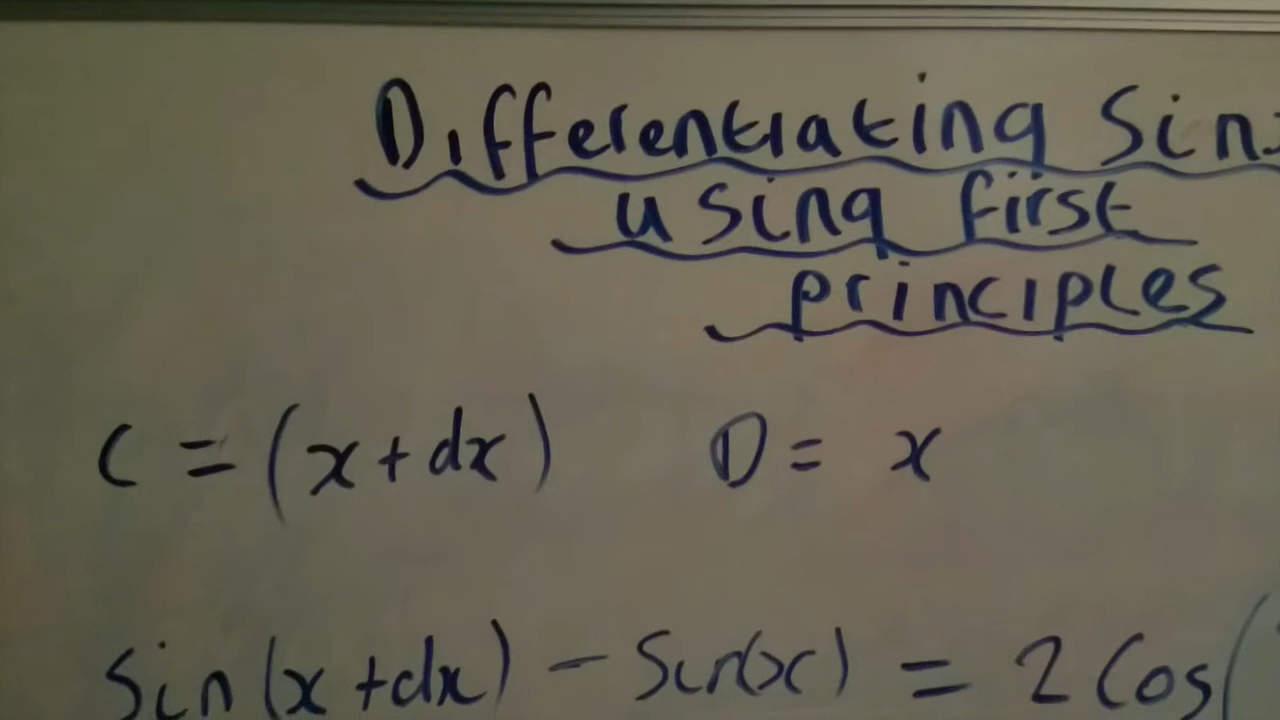 Differentiating Sin
using first
principles
C = (x+dx) D = x
Sin(x+dx) - Sin(x) = 2 Cos(